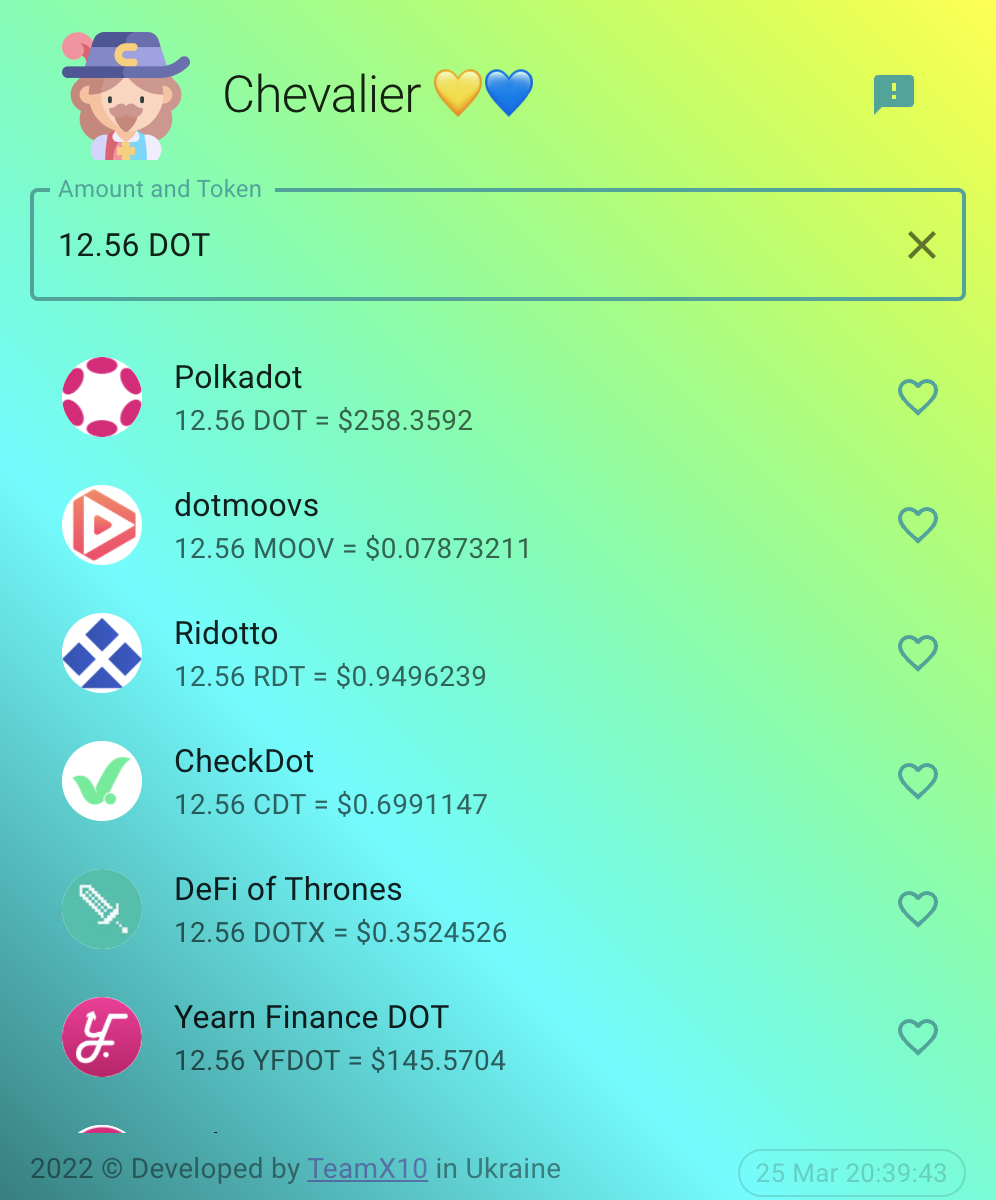 Chevalier 💛💙
Amount and Token
12.56 DOT
Polkadot
12.56 DOT = $258.3592
dotmoovs
12.56 MOOV = $0.07873211
Ridotto
12.56 RDT = $0.9496239
CheckDot
12.56 CDT = $0.6991147
DeFi of Thrones
12.56 DOTX = $0.3524526
Yearn Finance DOT
12.56 YFDOT = $145.5704
2022 © Developed by TeamX10 in Ukraine
25 Mar 20:39:43